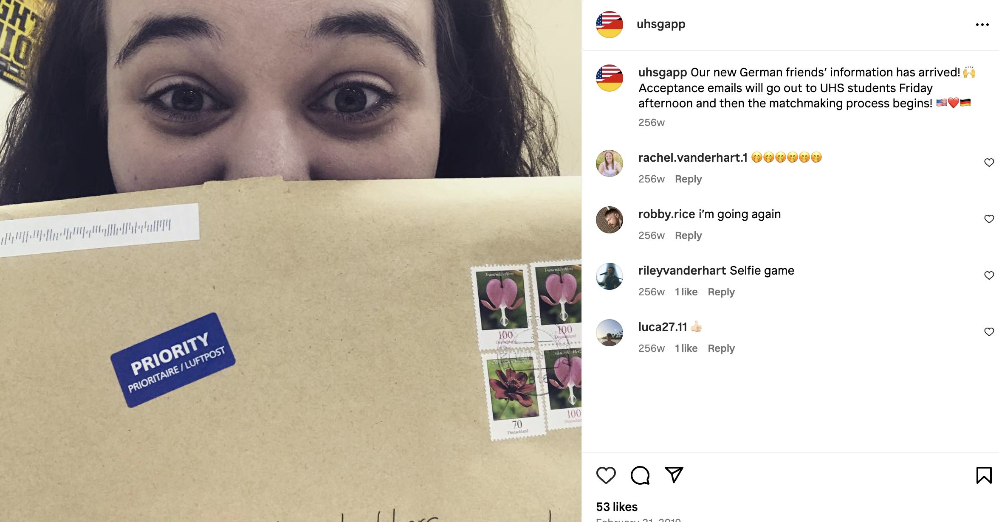 PRIORITY
PRIORITAIRE / LUFTPOST
Tränendes Herz
100
Deutschland
Tränendes Herz
100
Deutschland
70
Deutschland
Tränendes Herz
100
uhsgapp
uhsgapp Our new German friends’ information has arrived! 🙌
Acceptance emails will go out to UHS students Friday
afternoon and then the matchmaking process begins! 🇺🇸❤️🇩🇪
256w
rachel.vanderhart.1 🤭🤭🤭🤭🤭🤭
256w Reply
robby.rice i’m going again
256w Reply
rileyvanderhart Selfie game
256w 1 like Reply
luca27.11 👍🏻
256w 1 like Reply
53 likes
February 21, 2019